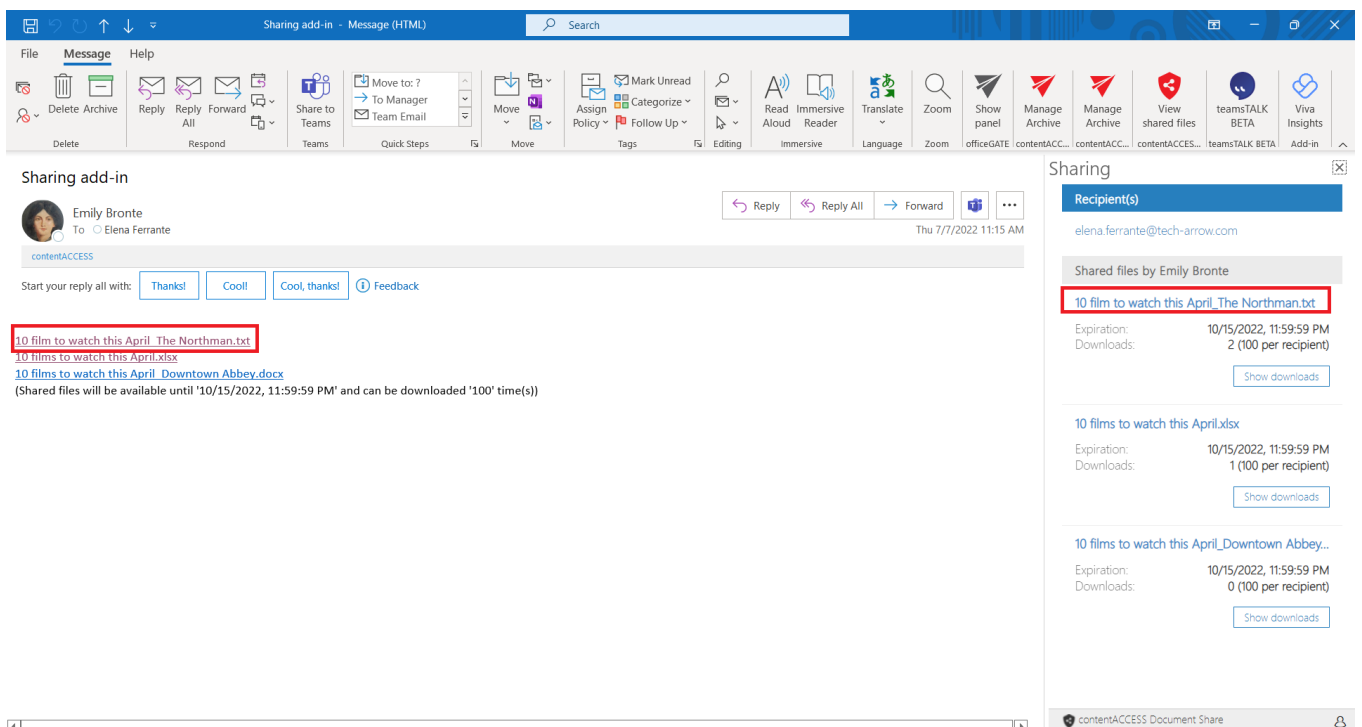 Sharing add-in - Message (HTML)
Search
File Message Help
Delete Archive
Reply Reply All Forward
Share to Teams
Move to: ?
To Manager
Team Email
Move
Assign Policy
Mark Unread
Categorize
Follow Up
Read Aloud
Immersive Reader
Translate
Zoom
Show panel
Manage Archive
Manage Archive
View shared files
teamsTALK BETA
Viva Insights
Delete Respond Teams Quick Steps Move Tags Editing Immersive Language Zoom officeGATE contentACC... contentACC... contentACCES... teamsTALK BETA Add-in
Sharing add-in
Emily Bronte
To Elena Ferrante
Reply Reply All Forward
Thu 7/7/2022 11:15 AM
contentACCESS
Start your reply all with: Thanks! Cool! Cool, thanks! Feedback
10 film to watch this April_The Northman.txt
10 films to watch this April.xlsx
10 films to watch this April_Downtown Abbey.docx
(Shared files will be available until '10/15/2022, 11:59:59 PM' and can be downloaded '100' time(s))
Sharing
Recipient(s)
elena.ferrante@tech-arrow.com
Shared files by Emily Bronte
10 film to watch this April_The Northman.txt
Expiration: 10/15/2022, 11:59:59 PM
Downloads: 2 (100 per recipient)
Show downloads
10 films to watch this April.xlsx
Expiration: 10/15/2022, 11:59:59 PM
Downloads: 1 (100 per recipient)
Show downloads
10 films to watch this April_Downtown Abbey...
Expiration: 10/15/2022, 11:59:59 PM
Downloads: 0 (100 per recipient)
Show downloads
contentACCESS Document Share